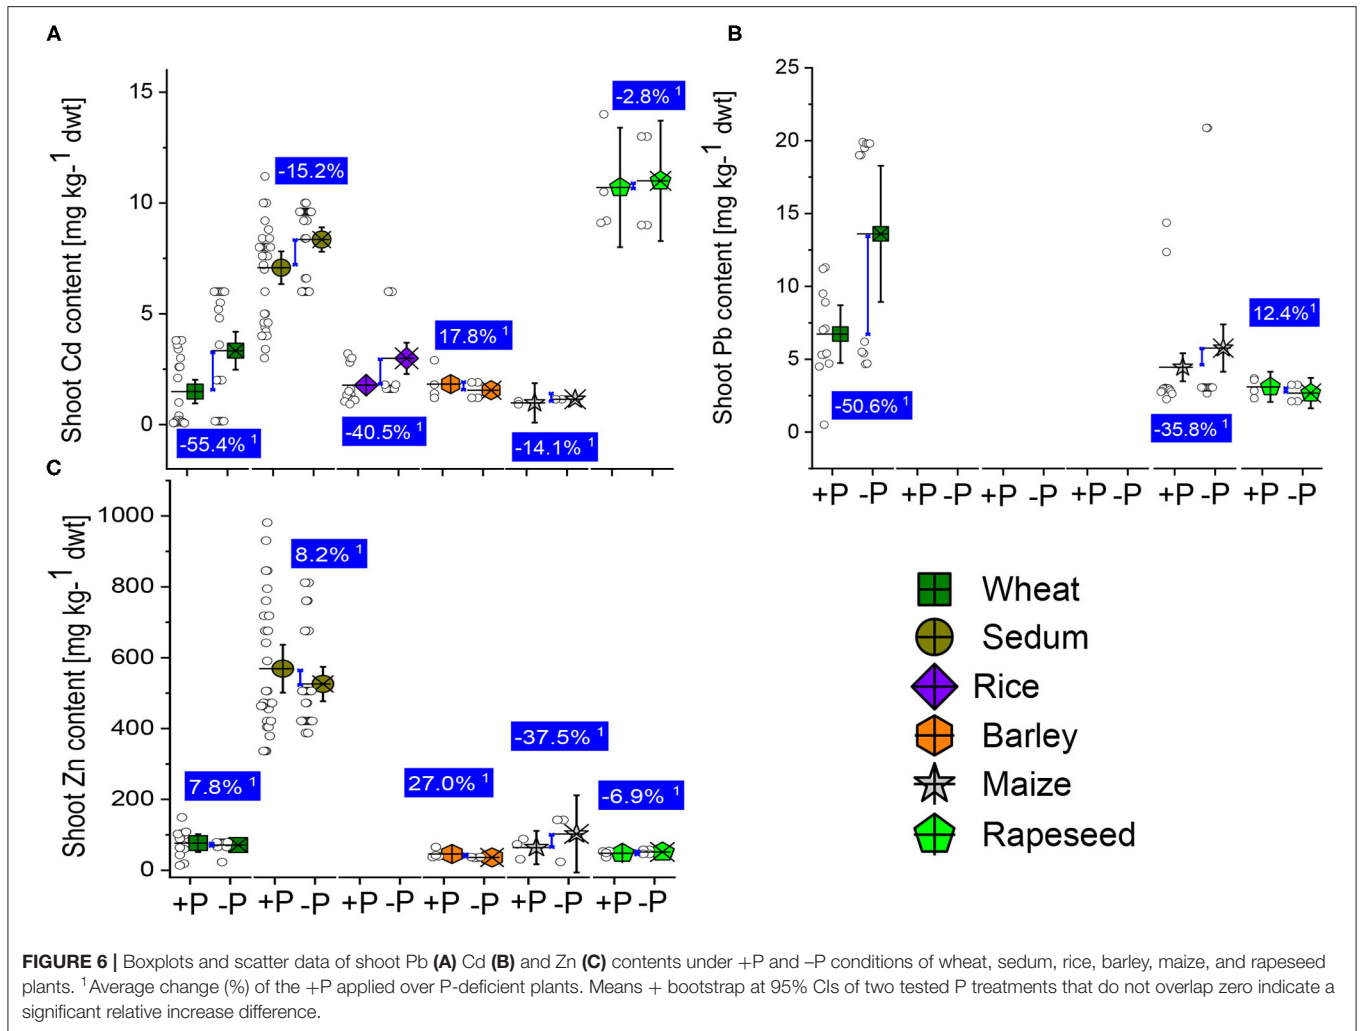 A
Shoot Cd content [mg kg-1 dwt]
15
10
5
0
-55.4% 1
-15.2%
-40.5% 1
17.8% 1
-14.1% 1
-2.8% 1
B
Shoot Pb content [mg kg-1 dwt]
25
20
15
10
5
0
-50.6% 1
-35.8% 1
12.4% 1
+P -P +P -P +P -P +P -P +P -P +P -P
C
Shoot Zn content [mg kg-1 dwt]
1000
800
600
400
200
0
7.8% 1
8.2% 1
27.0% 1
-37.5% 1
-6.9% 1
+P -P +P -P +P -P +P -P +P -P +P -P
Wheat
Sedum
Rice
Barley
Maize
Rapeseed
FIGURE 6 | Boxplots and scatter data of shoot Pb (A) Cd (B) and Zn (C) contents under +P and –P conditions of wheat, sedum, rice, barley, maize, and rapeseed
plants. 1Average change (%) of the +P applied over P-deficient plants. Means + bootstrap at 95% CIs of two tested P treatments that do not overlap zero indicate a
significant relative increase difference.